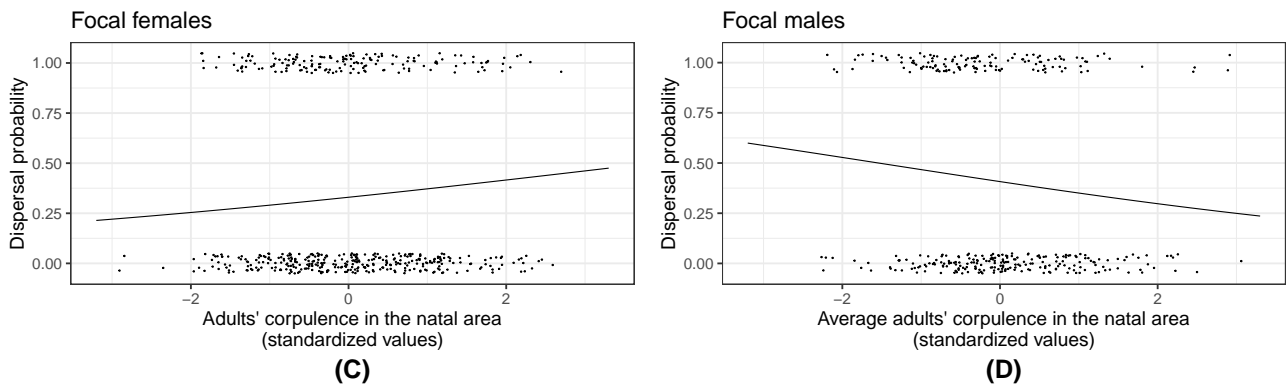 Focal females
Dispersal probability
1.00
0.75
0.50
0.25
0.00
−2
0
2
Adults' corpulence in the natal area
(standardized values)
(C)
Focal males
Dispersal probability
1.00
0.75
0.50
0.25
0.00
−2
0
2
Average adults' corpulence in the natal area
(standardized values)
(D)